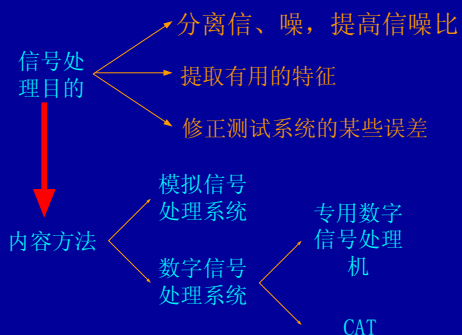 分离信、噪，提高信噪比
信号处
理目的
提取有用的特征
修正测试系统的某些误差
模拟信号
处理系统
内容方法
数字信号
处理系统
专用数字
信号处理
机
CAT